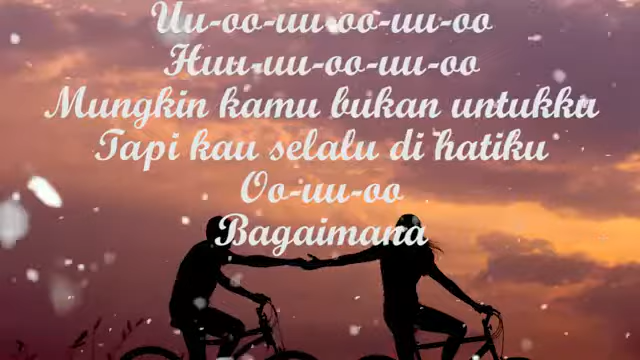 Uu-oo-uu-oo-uu-oo
Huu-uu-oo-uu-oo
Mungkin kamu bukan untukku
Tapi kau selalu di hatiku
Oo-uu-oo
Bagaimana